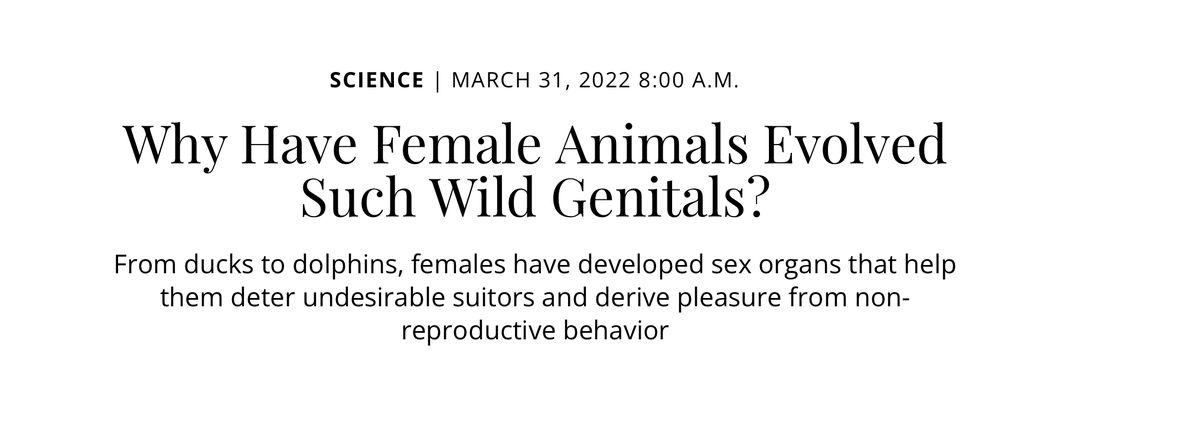 SCIENCE | MARCH 31, 2022 8:00 A.M.
Why Have Female Animals Evolved
Such Wild Genitals?
From ducks to dolphins, females have developed sex organs that help
them deter undesirable suitors and derive pleasure from non-
reproductive behavior